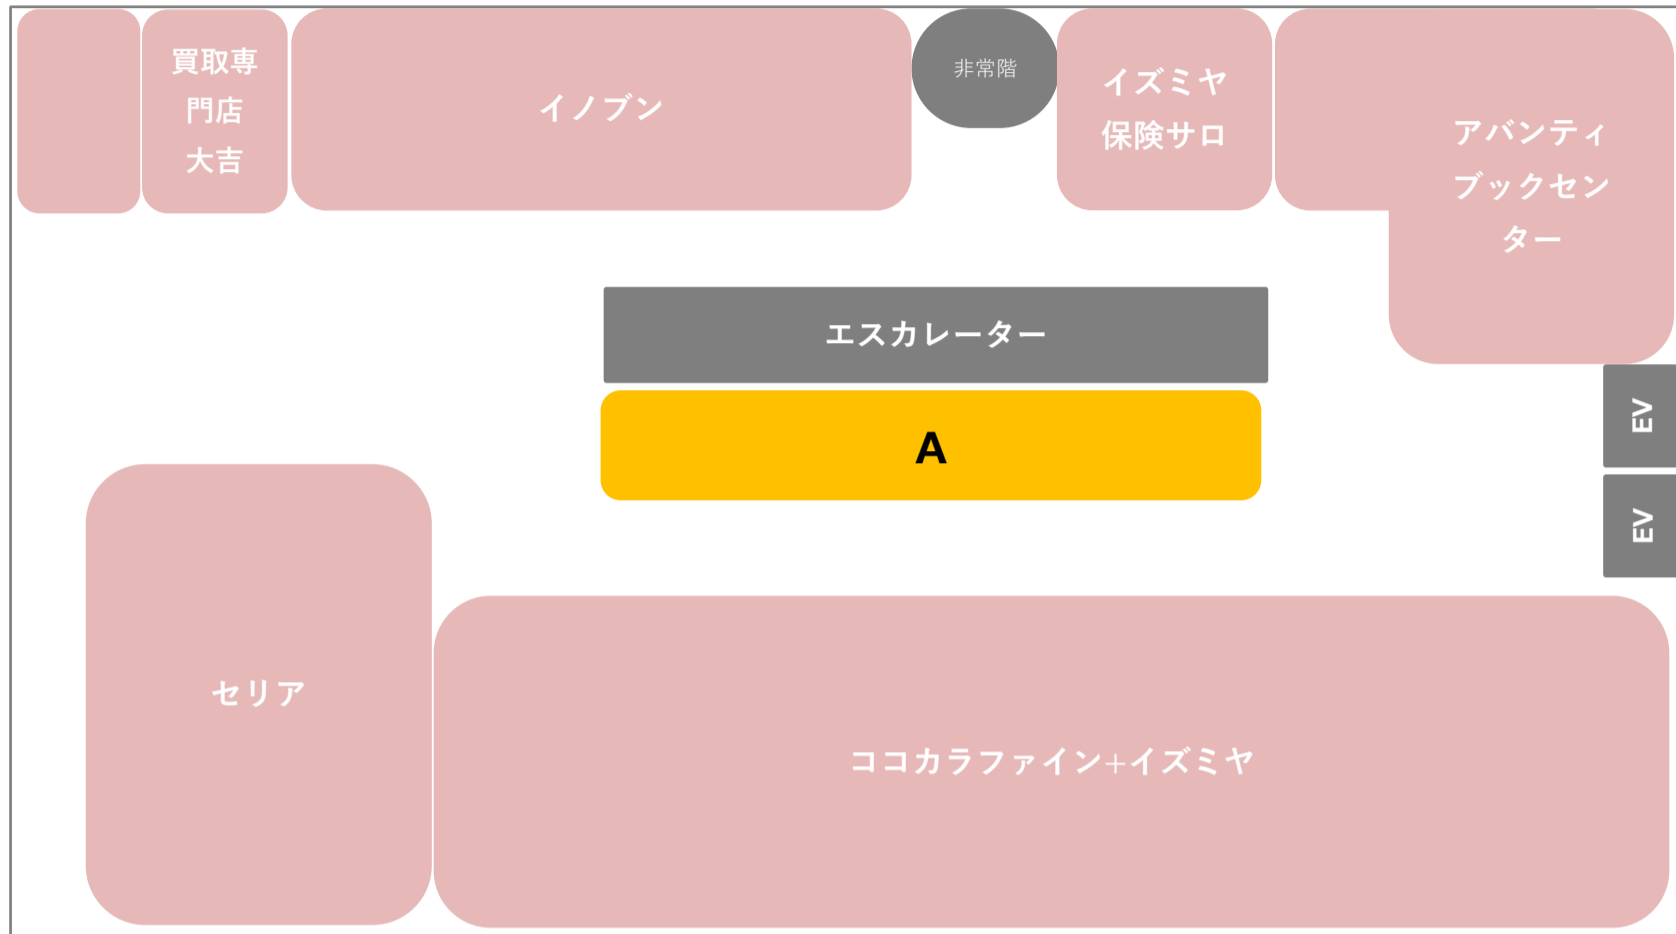 買取専
門店
大吉
イノブン
非常階
イズミヤ
保険サロ
アバンティ
ブックセン
ター
エスカレーター
A
EV
EV
セリア
ココカラファイン+イズミヤ